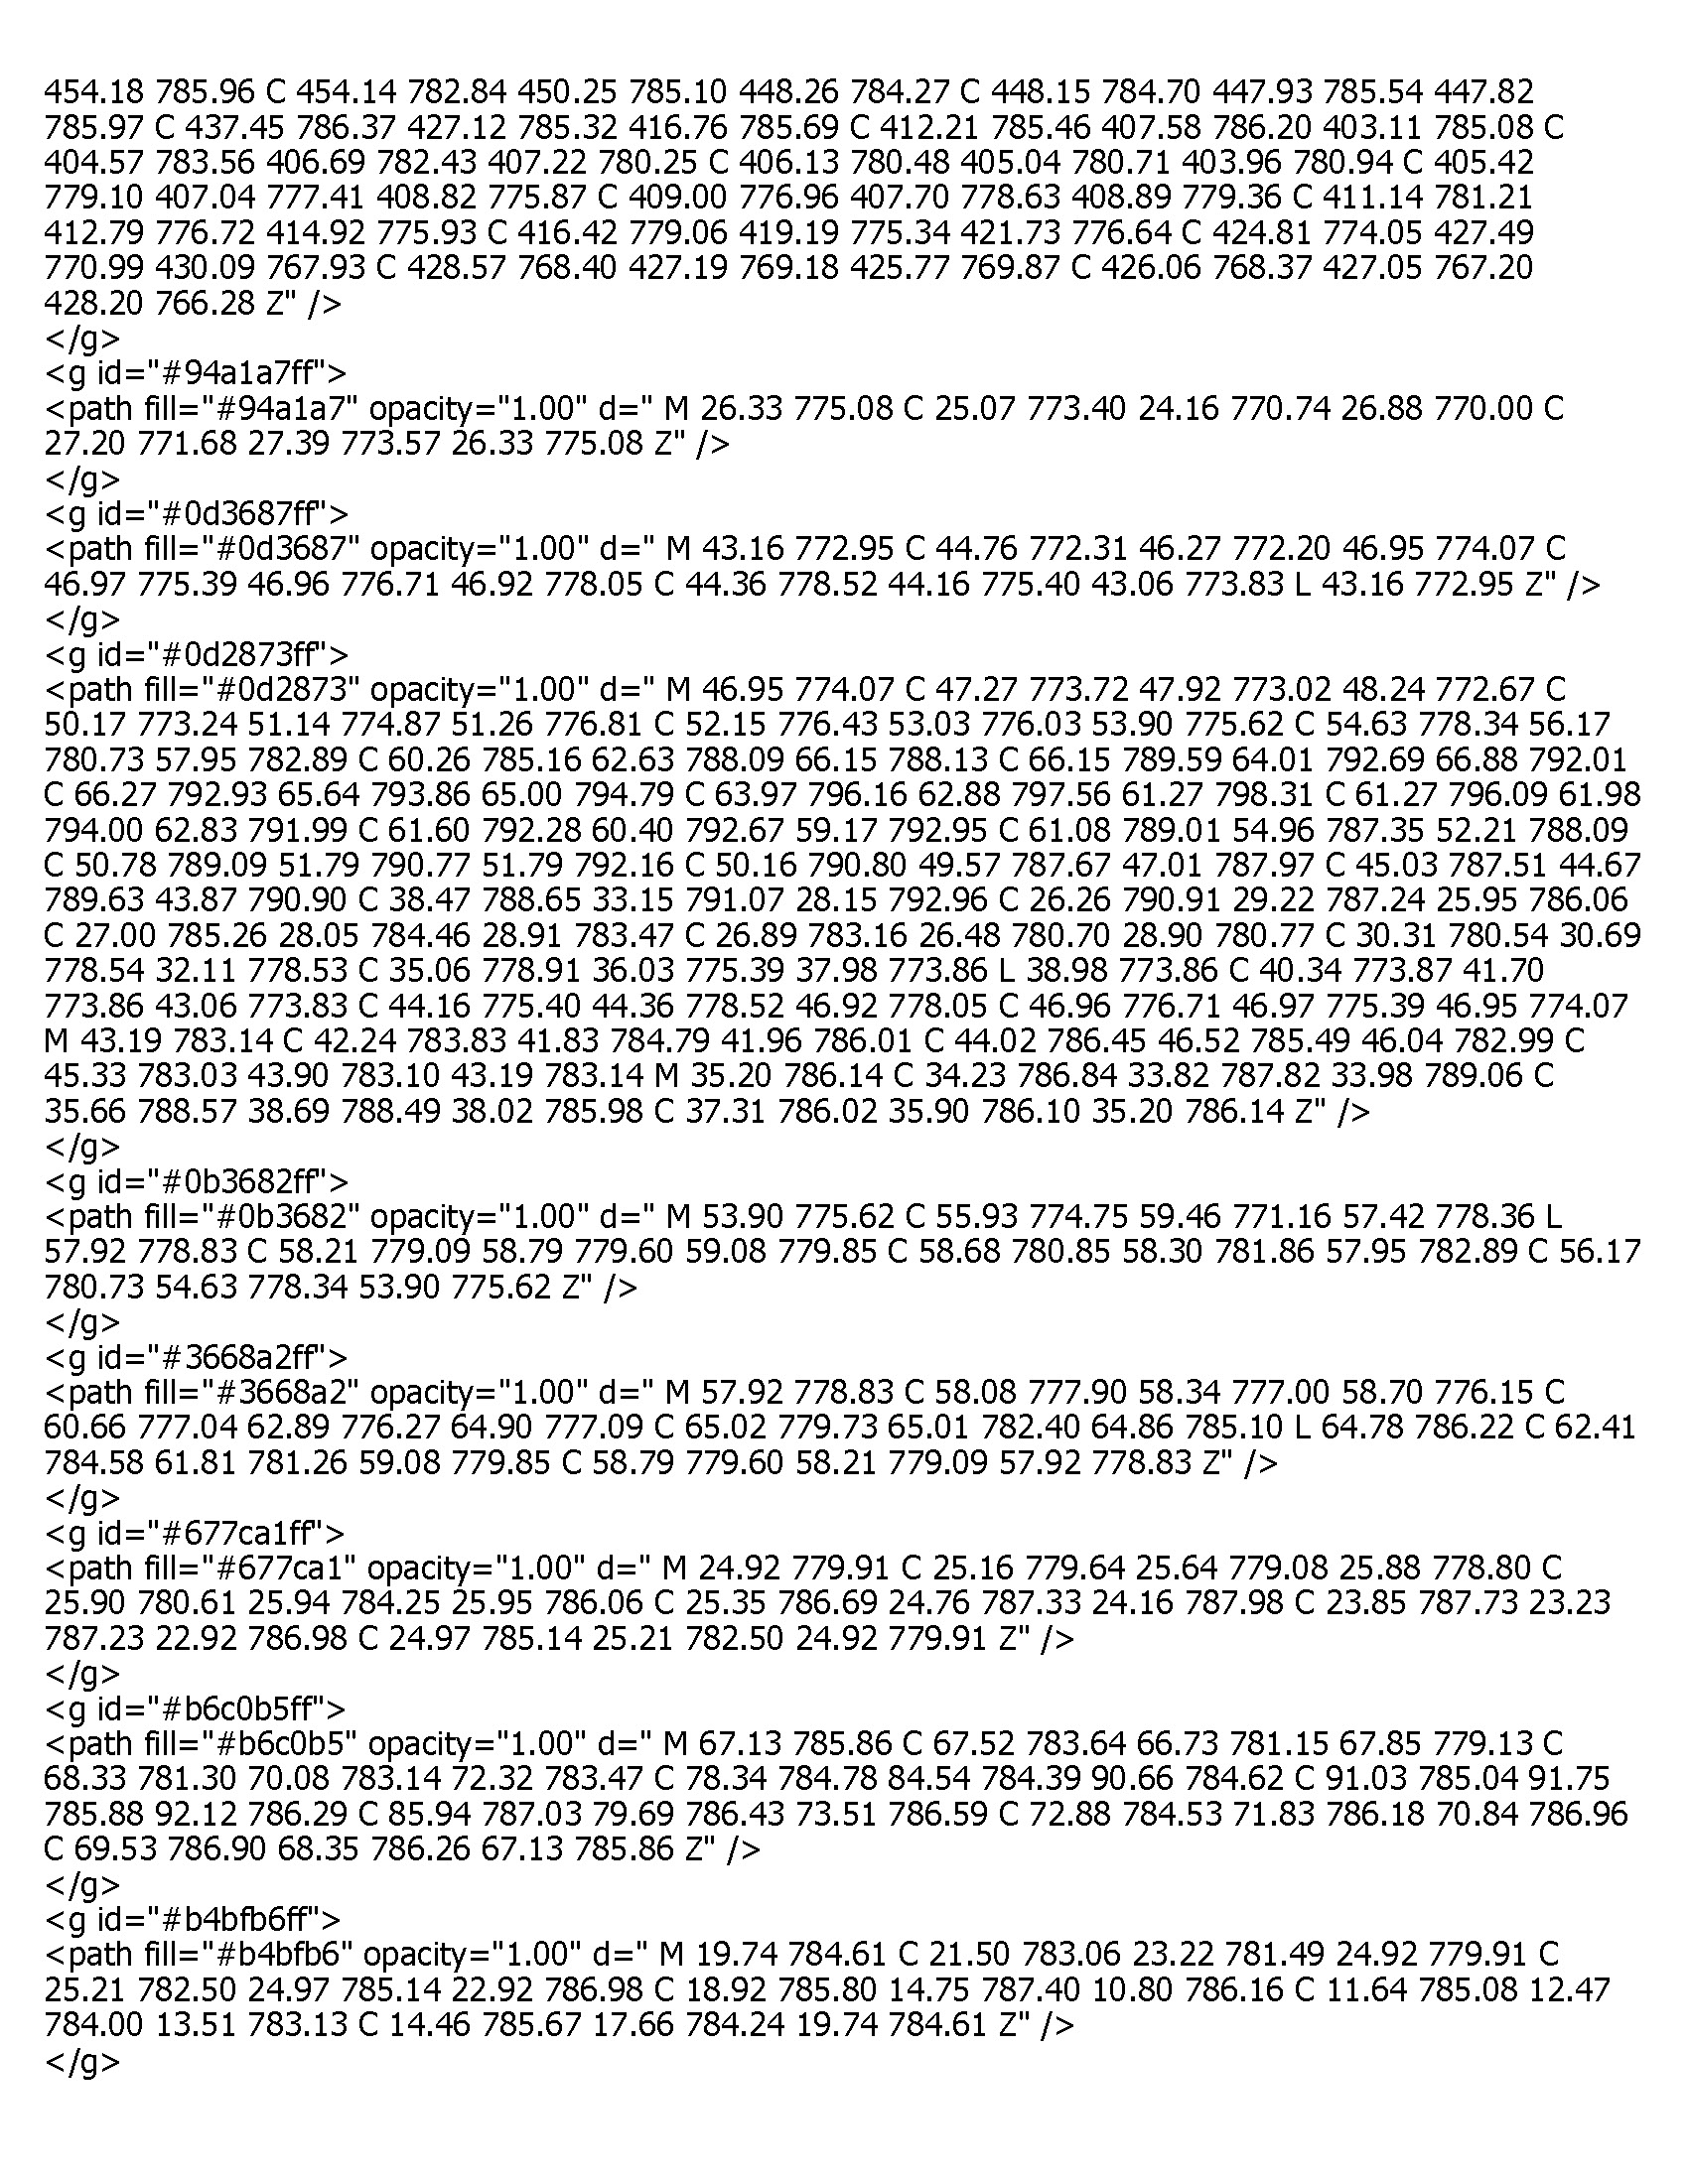 454.18 785.96 C 454.14 782.84 450.25 785.10 448.26 784.27 C 448.15 784.70 447.93 785.54 447.82
785.97 C 437.45 786.37 427.12 785.32 416.76 785.69 C 412.21 785.46 407.58 786.20 403.11 785.08 C
404.57 783.56 406.69 782.43 407.22 780.25 C 406.13 780.48 405.04 780.71 403.96 780.94 C 405.42
779.10 407.04 777.41 408.82 775.87 C 409.00 776.96 407.70 778.63 408.89 779.36 C 411.14 781.21
412.79 776.72 414.92 775.93 C 416.42 779.06 419.19 775.34 421.73 776.64 C 424.81 774.05 427.49
770.99 430.09 767.93 C 428.57 768.40 427.19 769.18 425.77 769.87 C 426.06 768.37 427.05 767.20
428.20 766.28 Z" />
</g>
<g id="#94a1a7ff">
<path fill="#94a1a7" opacity="1.00" d=" M 26.33 775.08 C 25.07 773.40 24.16 770.74 26.88 770.00 C
27.20 771.68 27.39 773.57 26.33 775.08 Z" />
</g>
<g id="#0d3687ff">
<path fill="#0d3687" opacity="1.00" d=" M 43.16 772.95 C 44.76 772.31 46.27 772.20 46.95 774.07 C
46.97 775.39 46.96 776.71 46.92 778.05 C 44.36 778.52 44.16 775.40 43.06 773.83 L 43.16 772.95 Z" />
</g>
<g id="#0d2873ff">
<path fill="#0d2873" opacity="1.00" d=" M 46.95 774.07 C 47.27 773.72 47.92 773.02 48.24 772.67 C
50.17 773.24 51.14 774.87 51.26 776.81 C 52.15 776.43 53.03 776.03 53.90 775.62 C 54.63 778.34 56.17
780.73 57.95 782.89 C 60.26 785.16 62.63 788.09 66.15 788.13 C 66.15 789.59 64.01 792.69 66.88 792.01
C 66.27 792.93 65.64 793.86 65.00 794.79 C 63.97 796.16 62.88 797.56 61.27 798.31 C 61.27 796.09 61.98
794.00 62.83 791.99 C 61.60 792.28 60.40 792.67 59.17 792.95 C 61.08 789.01 54.96 787.35 52.21 788.09
C 50.78 789.09 51.79 790.77 51.79 792.16 C 50.16 790.80 49.57 787.67 47.01 787.97 C 45.03 787.51 44.67
789.63 43.87 790.90 C 38.47 788.65 33.15 791.07 28.15 792.96 C 26.26 790.91 29.22 787.24 25.95 786.06
C 27.00 785.26 28.05 784.46 28.91 783.47 C 26.89 783.16 26.48 780.70 28.90 780.77 C 30.31 780.54 30.69
778.54 32.11 778.53 C 35.06 778.91 36.03 775.39 37.98 773.86 L 38.98 773.86 C 40.34 773.87 41.70
773.86 43.06 773.83 C 44.16 775.40 44.36 778.52 46.92 778.05 C 46.96 776.71 46.97 775.39 46.95 774.07
M 43.19 783.14 C 42.24 783.83 41.83 784.79 41.96 786.01 C 44.02 786.45 46.52 785.49 46.04 782.99 C
45.33 783.03 43.90 783.10 43.19 783.14 M 35.20 786.14 C 34.23 786.84 33.82 787.82 33.98 789.06 C
35.66 788.57 38.69 788.49 38.02 785.98 C 37.31 786.02 35.90 786.10 35.20 786.14 Z" />
</g>
<g id="#0b3682ff">
<path fill="#0b3682" opacity="1.00" d=" M 53.90 775.62 C 55.93 774.75 59.46 771.16 57.42 778.36 L
57.92 778.83 C 58.21 779.09 58.79 779.60 59.08 779.85 C 58.68 780.85 58.30 781.86 57.95 782.89 C 56.17
780.73 54.63 778.34 53.90 775.62 Z" />
</g>
<g id="#3668a2ff">
<path fill="#3668a2" opacity="1.00" d=" M 57.92 778.83 C 58.08 777.90 58.34 777.00 58.70 776.15 C
60.66 777.04 62.89 776.27 64.90 777.09 C 65.02 779.73 65.01 782.40 64.86 785.10 L 64.78 786.22 C 62.41
784.58 61.81 781.26 59.08 779.85 C 58.79 779.60 58.21 779.09 57.92 778.83 Z" />
</g>
<g id="#677ca1ff">
<path fill="#677ca1" opacity="1.00" d=" M 24.92 779.91 C 25.16 779.64 25.64 779.08 25.88 778.80 C
25.90 780.61 25.94 784.25 25.95 786.06 C 25.35 786.69 24.76 787.33 24.16 787.98 C 23.85 787.73 23.23
787.23 22.92 786.98 C 24.97 785.14 25.21 782.50 24.92 779.91 Z" />
</g>
<g id="#b6c0b5ff">
<path fill="#b6c0b5" opacity="1.00" d=" M 67.13 785.86 C 67.52 783.64 66.73 781.15 67.85 779.13 C
68.33 781.30 70.08 783.14 72.32 783.47 C 78.34 784.78 84.54 784.39 90.66 784.62 C 91.03 785.04 91.75
785.88 92.12 786.29 C 85.94 787.03 79.69 786.43 73.51 786.59 C 72.88 784.53 71.83 786.18 70.84 786.96
C 69.53 786.90 68.35 786.26 67.13 785.86 Z" />
</g>
<g id="#b4bfb6ff">
<path fill="#b4bfb6" opacity="1.00" d=" M 19.74 784.61 C 21.50 783.06 23.22 781.49 24.92 779.91 C
25.21 782.50 24.97 785.14 22.92 786.98 C 18.92 785.80 14.75 787.40 10.80 786.16 C 11.64 785.08 12.47
784.00 13.51 783.13 C 14.46 785.67 17.66 784.24 19.74 784.61 Z" />
</g>